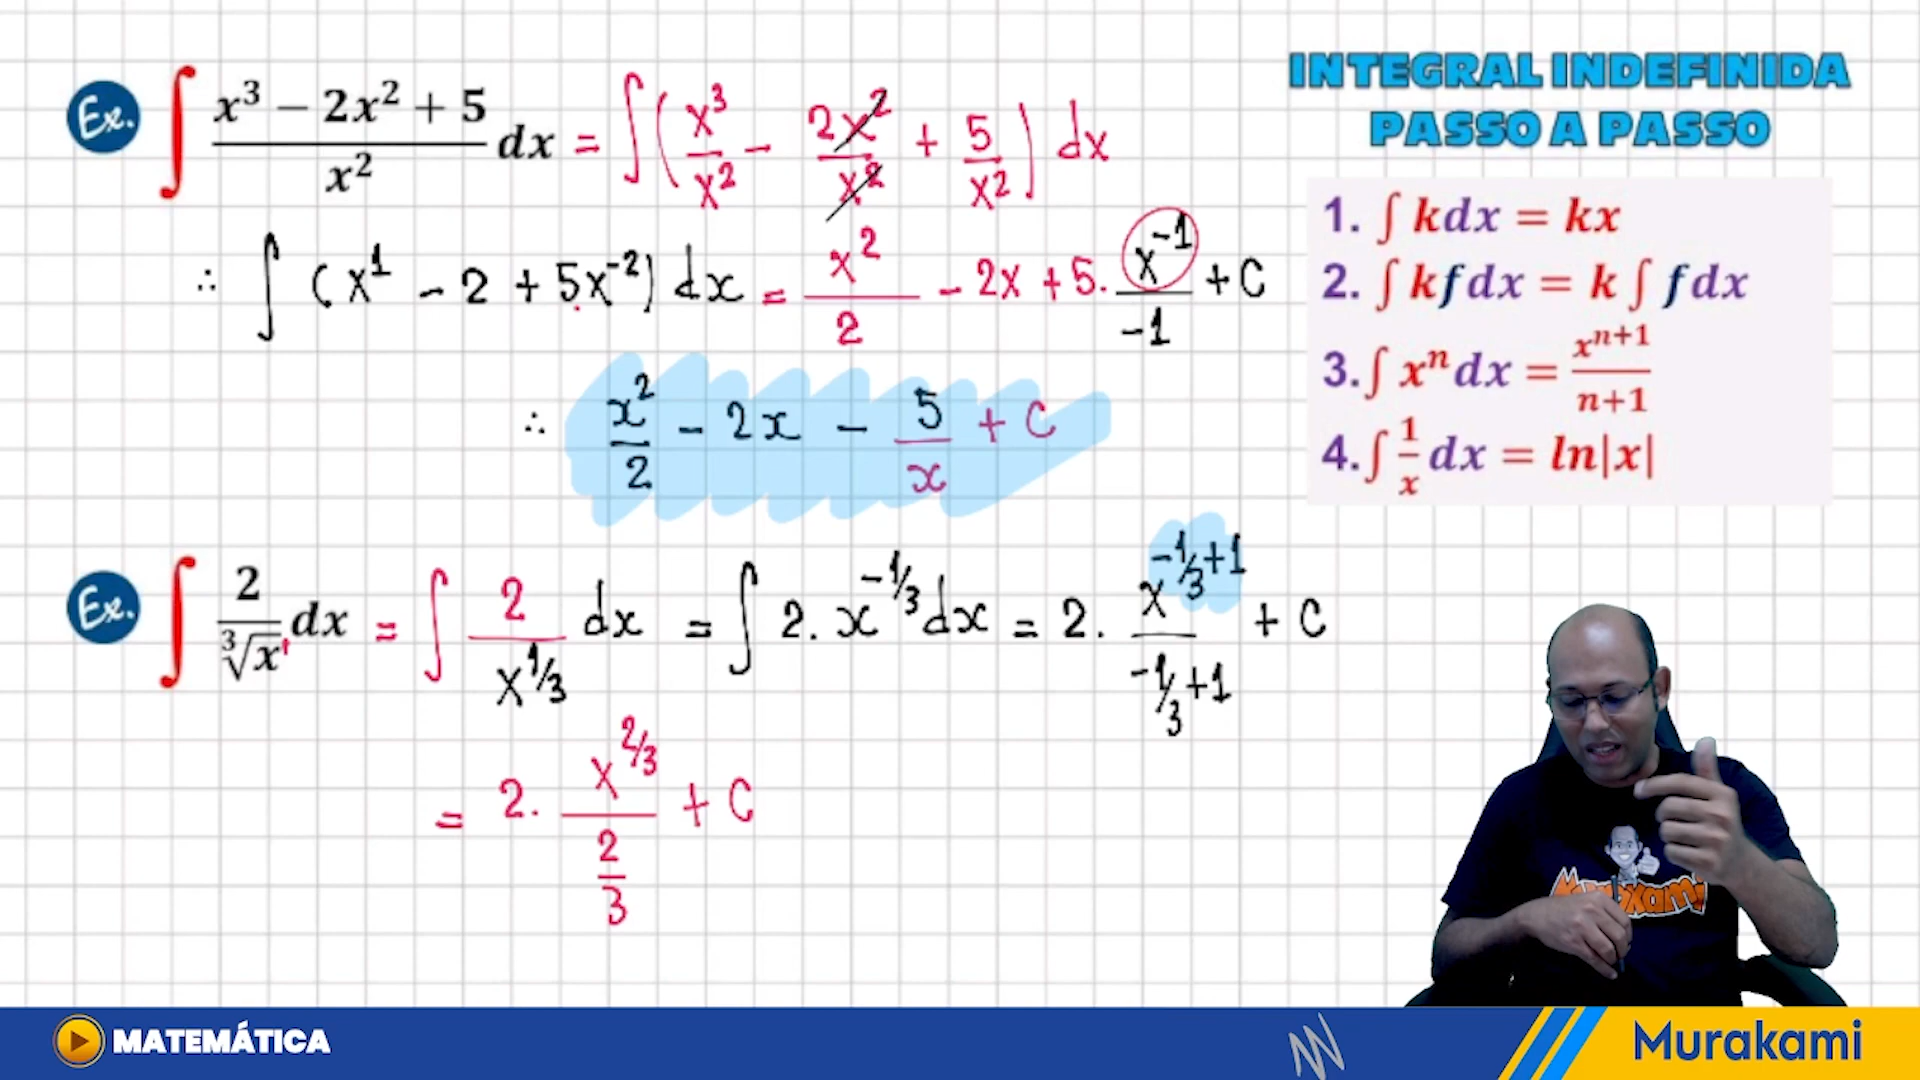 INTEGRAL INDEFINIDA
PASSO A PASSO
1. ∫ kdx = kx
2. ∫ kfdx = k ∫ fdx
3. ∫ xⁿdx = xⁿ⁺¹/n+1
4. ∫ 1/x dx = ln|x|
Ex. ∫ (x³ − 2x² + 5)/x² dx = ∫ (x³/x² − 2x²/x² + 5/x²) dx
∴ ∫ (x¹ − 2 + 5x⁻²) dx = x²/2 − 2x + 5 . x⁻¹/−1 + C
∴ x²/2 − 2x − 5/x + C
Ex. ∫ 2/∛x¹ dx = ∫ 2/x^1/3 dx = ∫ 2 . x^−1/3 dx = 2 . x^−1/3+1/−1/3+1 + C
= 2 . x^2/3/(2/3) + C
Murakami
MATEMÁTICA
Murakami